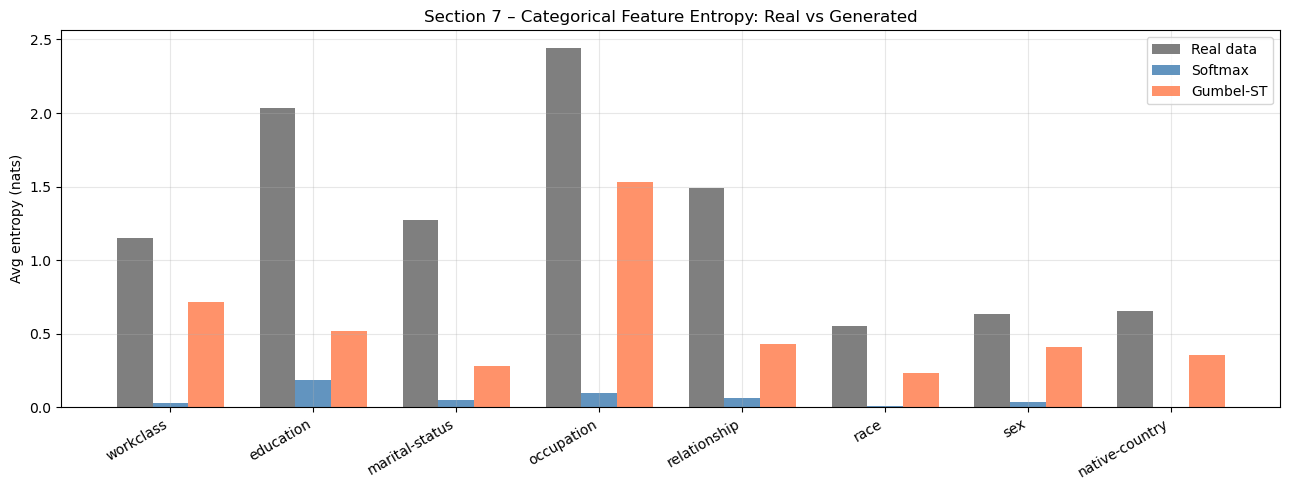 Section 7 – Categorical Feature Entropy: Real vs Generated
Real data
Softmax
Gumbel-ST
Avg entropy (nats)
2.5
2.0
1.5
1.0
0.5
0.0
workclass
education
marital-status
occupation
relationship
race
sex
native-country